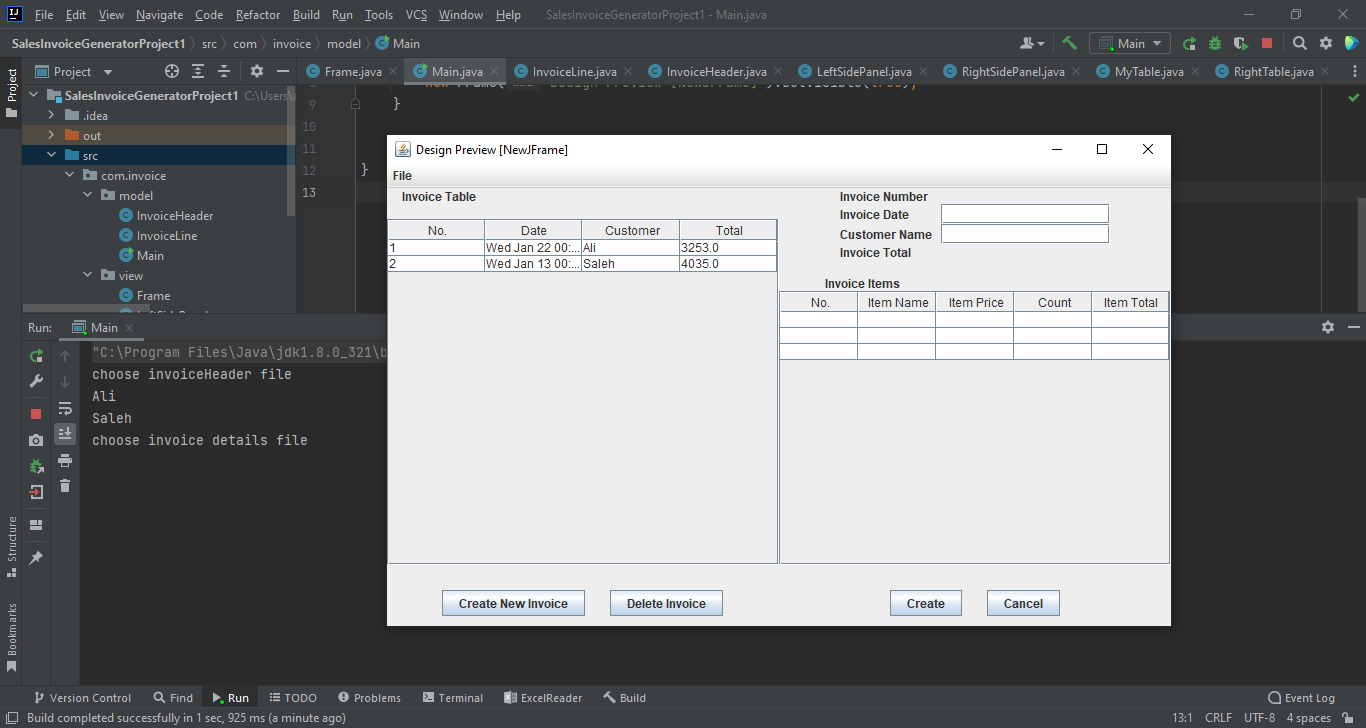 File Edit View Navigate Code Refactor Build Run Tools VCS Window Help SalesInvoiceGeneratorProject1 - Main.java
SalesInvoiceGeneratorProject1 src com invoice model Main
Main
Project
Frame.java Main.java InvoiceLine.java InvoiceHeader.java LeftSidePanel.java RightSidePanel.java MyTable.java RightTable.java
Project
SalesInvoiceGeneratorProject1 C:\Users\
.idea
out
src
com.invoice
model
InvoiceHeader
InvoiceLine
Main
view
Frame
9 }
10
11
12 }
13
Design Preview [NewJFrame]
File
Invoice Table
No. Date Customer Total
1 Wed Jan 22 00:... Ali 3253.0
2 Wed Jan 13 00:... Saleh 4035.0
Invoice Number
Invoice Date
Customer Name
Invoice Total
Invoice Items
No. Item Name Item Price Count Item Total
Create New Invoice Delete Invoice Create Cancel
Run: Main
"C:\Program Files\Java\jdk1.8.0_321\b
choose invoiceHeader file
Ali
Saleh
choose invoice details file
Structure
Bookmarks
Version Control Find Run TODO Problems Terminal ExcelReader Build Event Log
Build completed successfully in 1 sec, 925 ms (a minute ago) 13:1 CRLF UTF-8 4 spaces